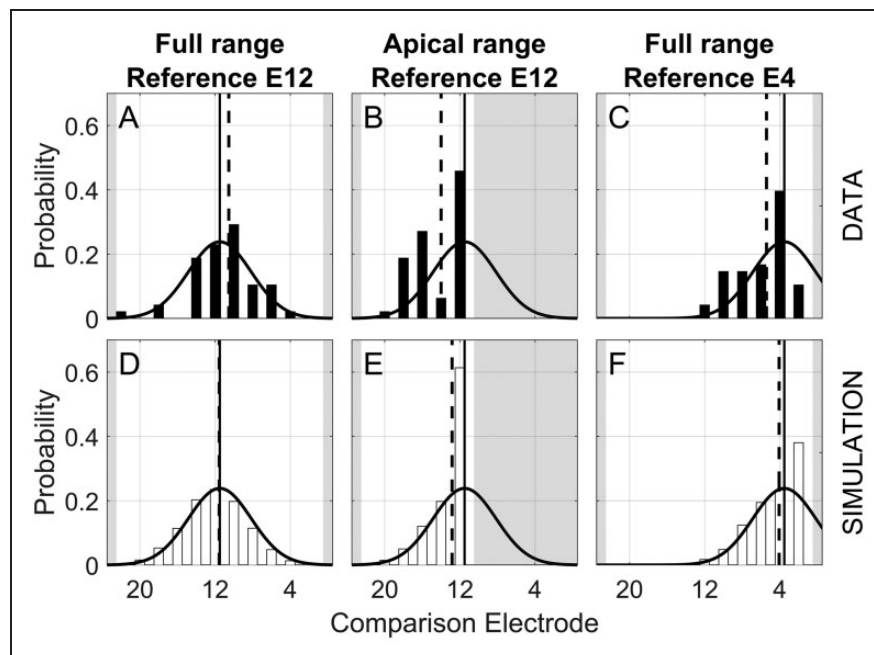 Full range
Reference E12
Apical range
Reference E12
Full range
Reference E4
A
B
C
0.6
0.4
0.2
0
Probability
DATA
D
E
F
0.6
0.4
0.2
0
Probability
SIMULATION
20 12 4
20 12 4
20 12 4
Comparison Electrode